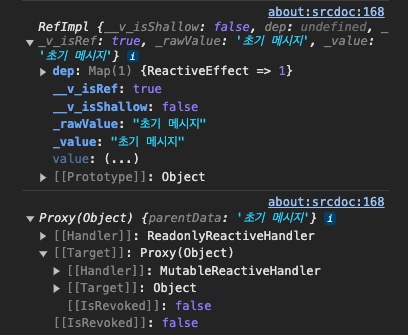 about:srcdoc:168
RefImpl {__v_isShallow: false, dep: undefined, _
_v_isRef: true, _rawValue: '초기 메시지', _value:
'초기 메시지'} i
dep: Map(1) {ReactiveEffect => 1}
__v_isRef: true
__v_isShallow: false
_rawValue: "초기 메시지"
_value: "초기 메시지"
value: (...)
[[Prototype]]: Object
about:srcdoc:168
Proxy(Object) {parentData: '초기 메시지'} i
[[Handler]]: ReadonlyReactiveHandler
[[Target]]: Proxy(Object)
[[Handler]]: MutableReactiveHandler
[[Target]]: Object
[[IsRevoked]]: false
[[IsRevoked]]: false